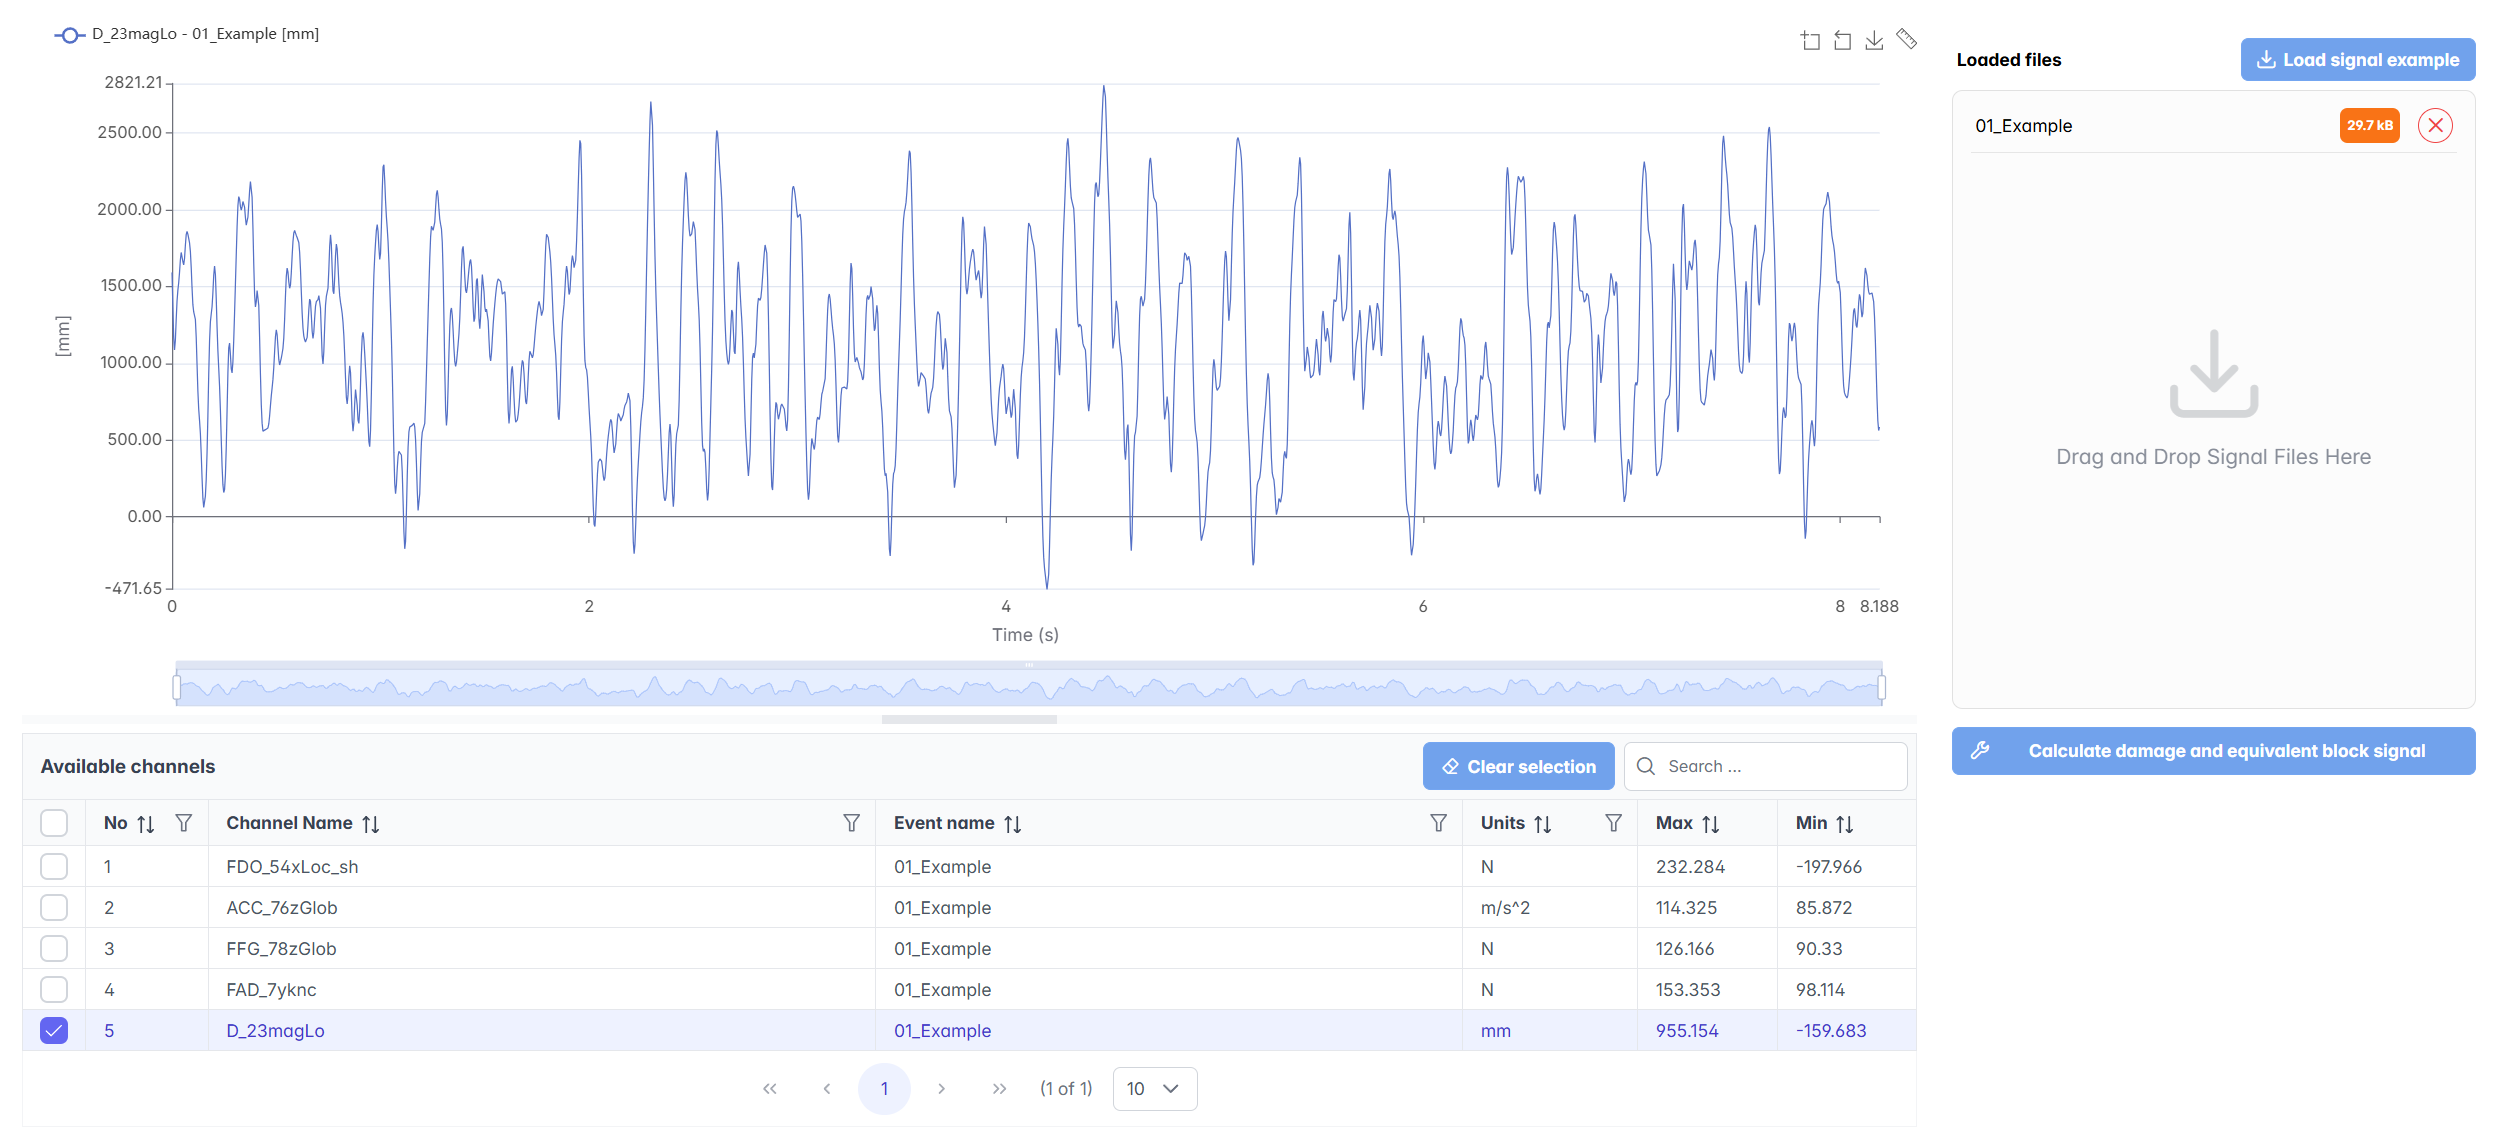 D_23magLo - 01_Example [mm]
2821.21
2500.00
2000.00
1500.00
1000.00
500.00
0.00
-471.65
[mm]
0 2 4 6 8 8.188
Time (s)
Loaded files
Load signal example
01_Example 29.7 kB
Drag and Drop Signal Files Here
Calculate damage and equivalent block signal
Available channels Clear selection Search ...
No Channel Name Event name Units Max Min
1 FDO_54xLoc_sh 01_Example N 232.284 -197.966
2 ACC_76zGlob 01_Example m/s^2 114.325 85.872
3 FFG_78zGlob 01_Example N 126.166 90.33
4 FAD_7yknc 01_Example N 153.353 98.114
5 D_23magLo 01_Example mm 955.154 -159.683
« ‹ 1 › » (1 of 1) 10